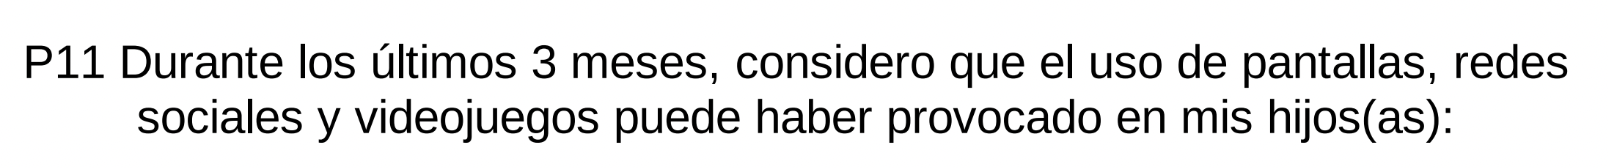 P11 Durante los últimos 3 meses, considero que el uso de pantallas, redes
sociales y videojuegos puede haber provocado en mis hijos(as):